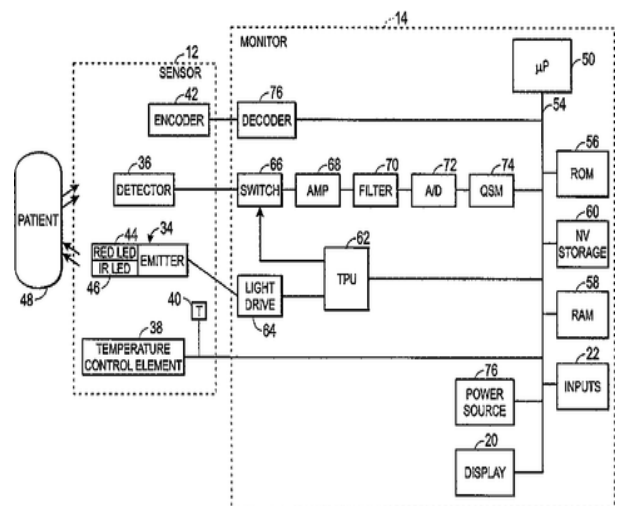 14
12
SENSOR
MONITOR
µP
50
42
76
54
ENCODER
DECODER
56
36
66
68
70
72
74
ROM
DETECTOR
SWITCH
AMP
FILTER
A/D
QSM
60
PATIENT
44
34
62
NV
STORAGE
RED LED
IR LED
EMITTER
TPU
58
48
46
40
LIGHT
DRIVE
RAM
T
38
64
22
TEMPERATURE
CONTROL ELEMENT
76
INPUTS
POWER
SOURCE
20
DISPLAY